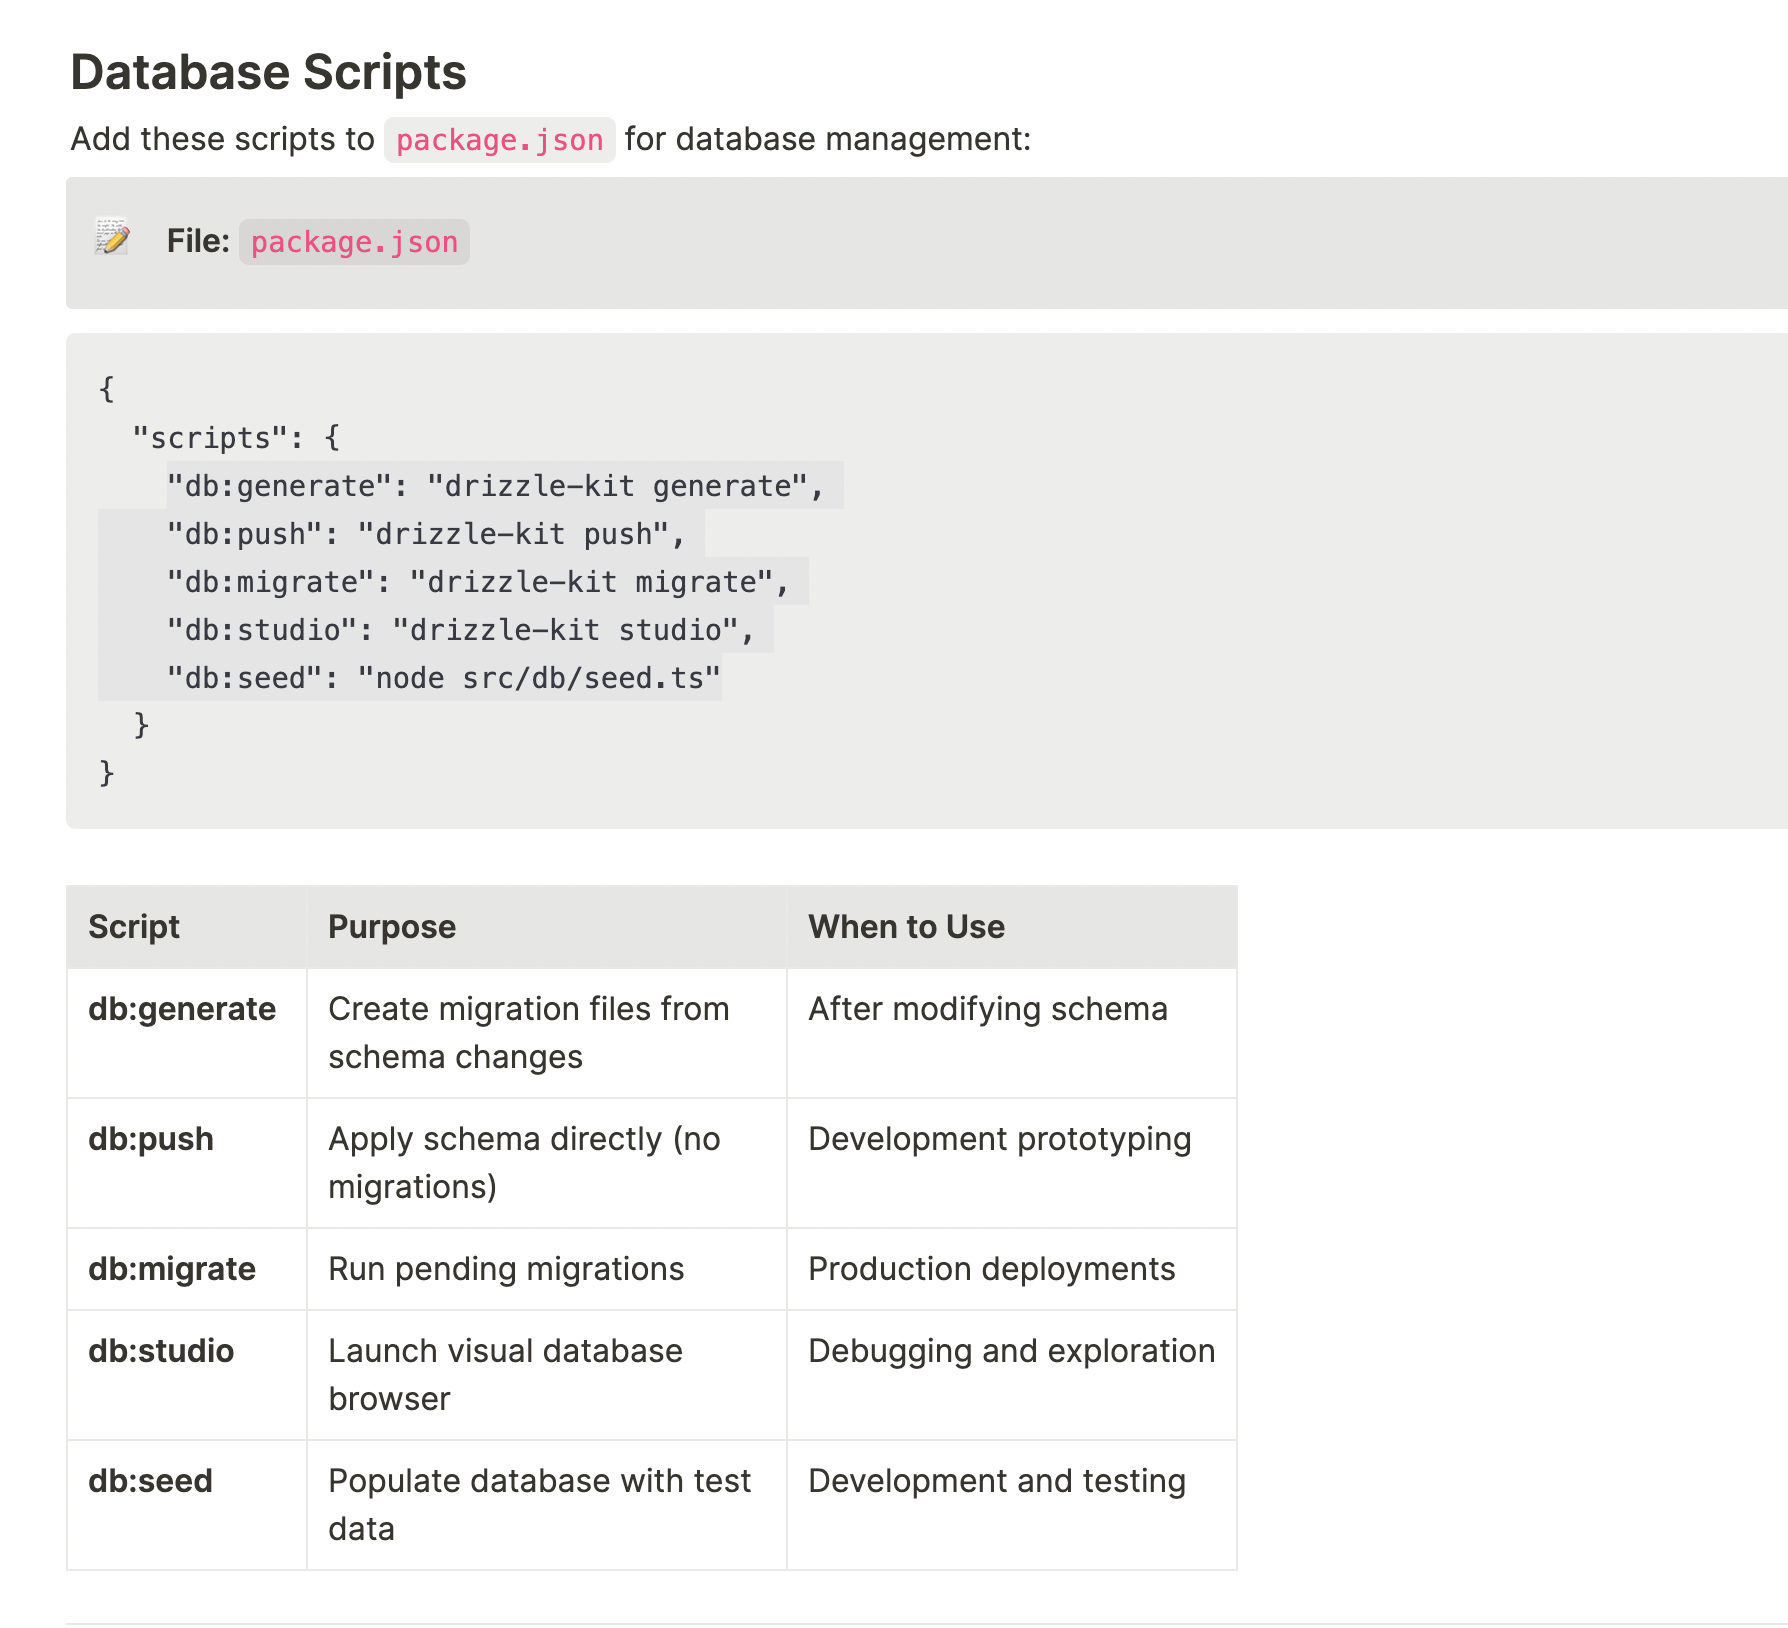 Database Scripts
Add these scripts to package.json for database management:
File: package.json
{
  "scripts": {
    "db:generate": "drizzle-kit generate",
    "db:push": "drizzle-kit push",
    "db:migrate": "drizzle-kit migrate",
    "db:studio": "drizzle-kit studio",
    "db:seed": "node src/db/seed.ts"
  }
}
Script Purpose When to Use
db:generate Create migration files from After modifying schema
schema changes
db:push Apply schema directly (no Development prototyping
migrations)
db:migrate Run pending migrations Production deployments
db:studio Launch visual database Debugging and exploration
browser
db:seed Populate database with test Development and testing
data